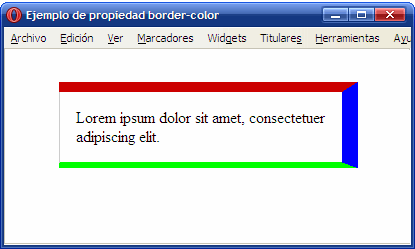 Ejemplo de propiedad border-color
Archivo Edición Ver Marcadores Widgets Titulares Herramientas
Lorem ipsum dolor sit amet, consectetuer
adipiscing elit.